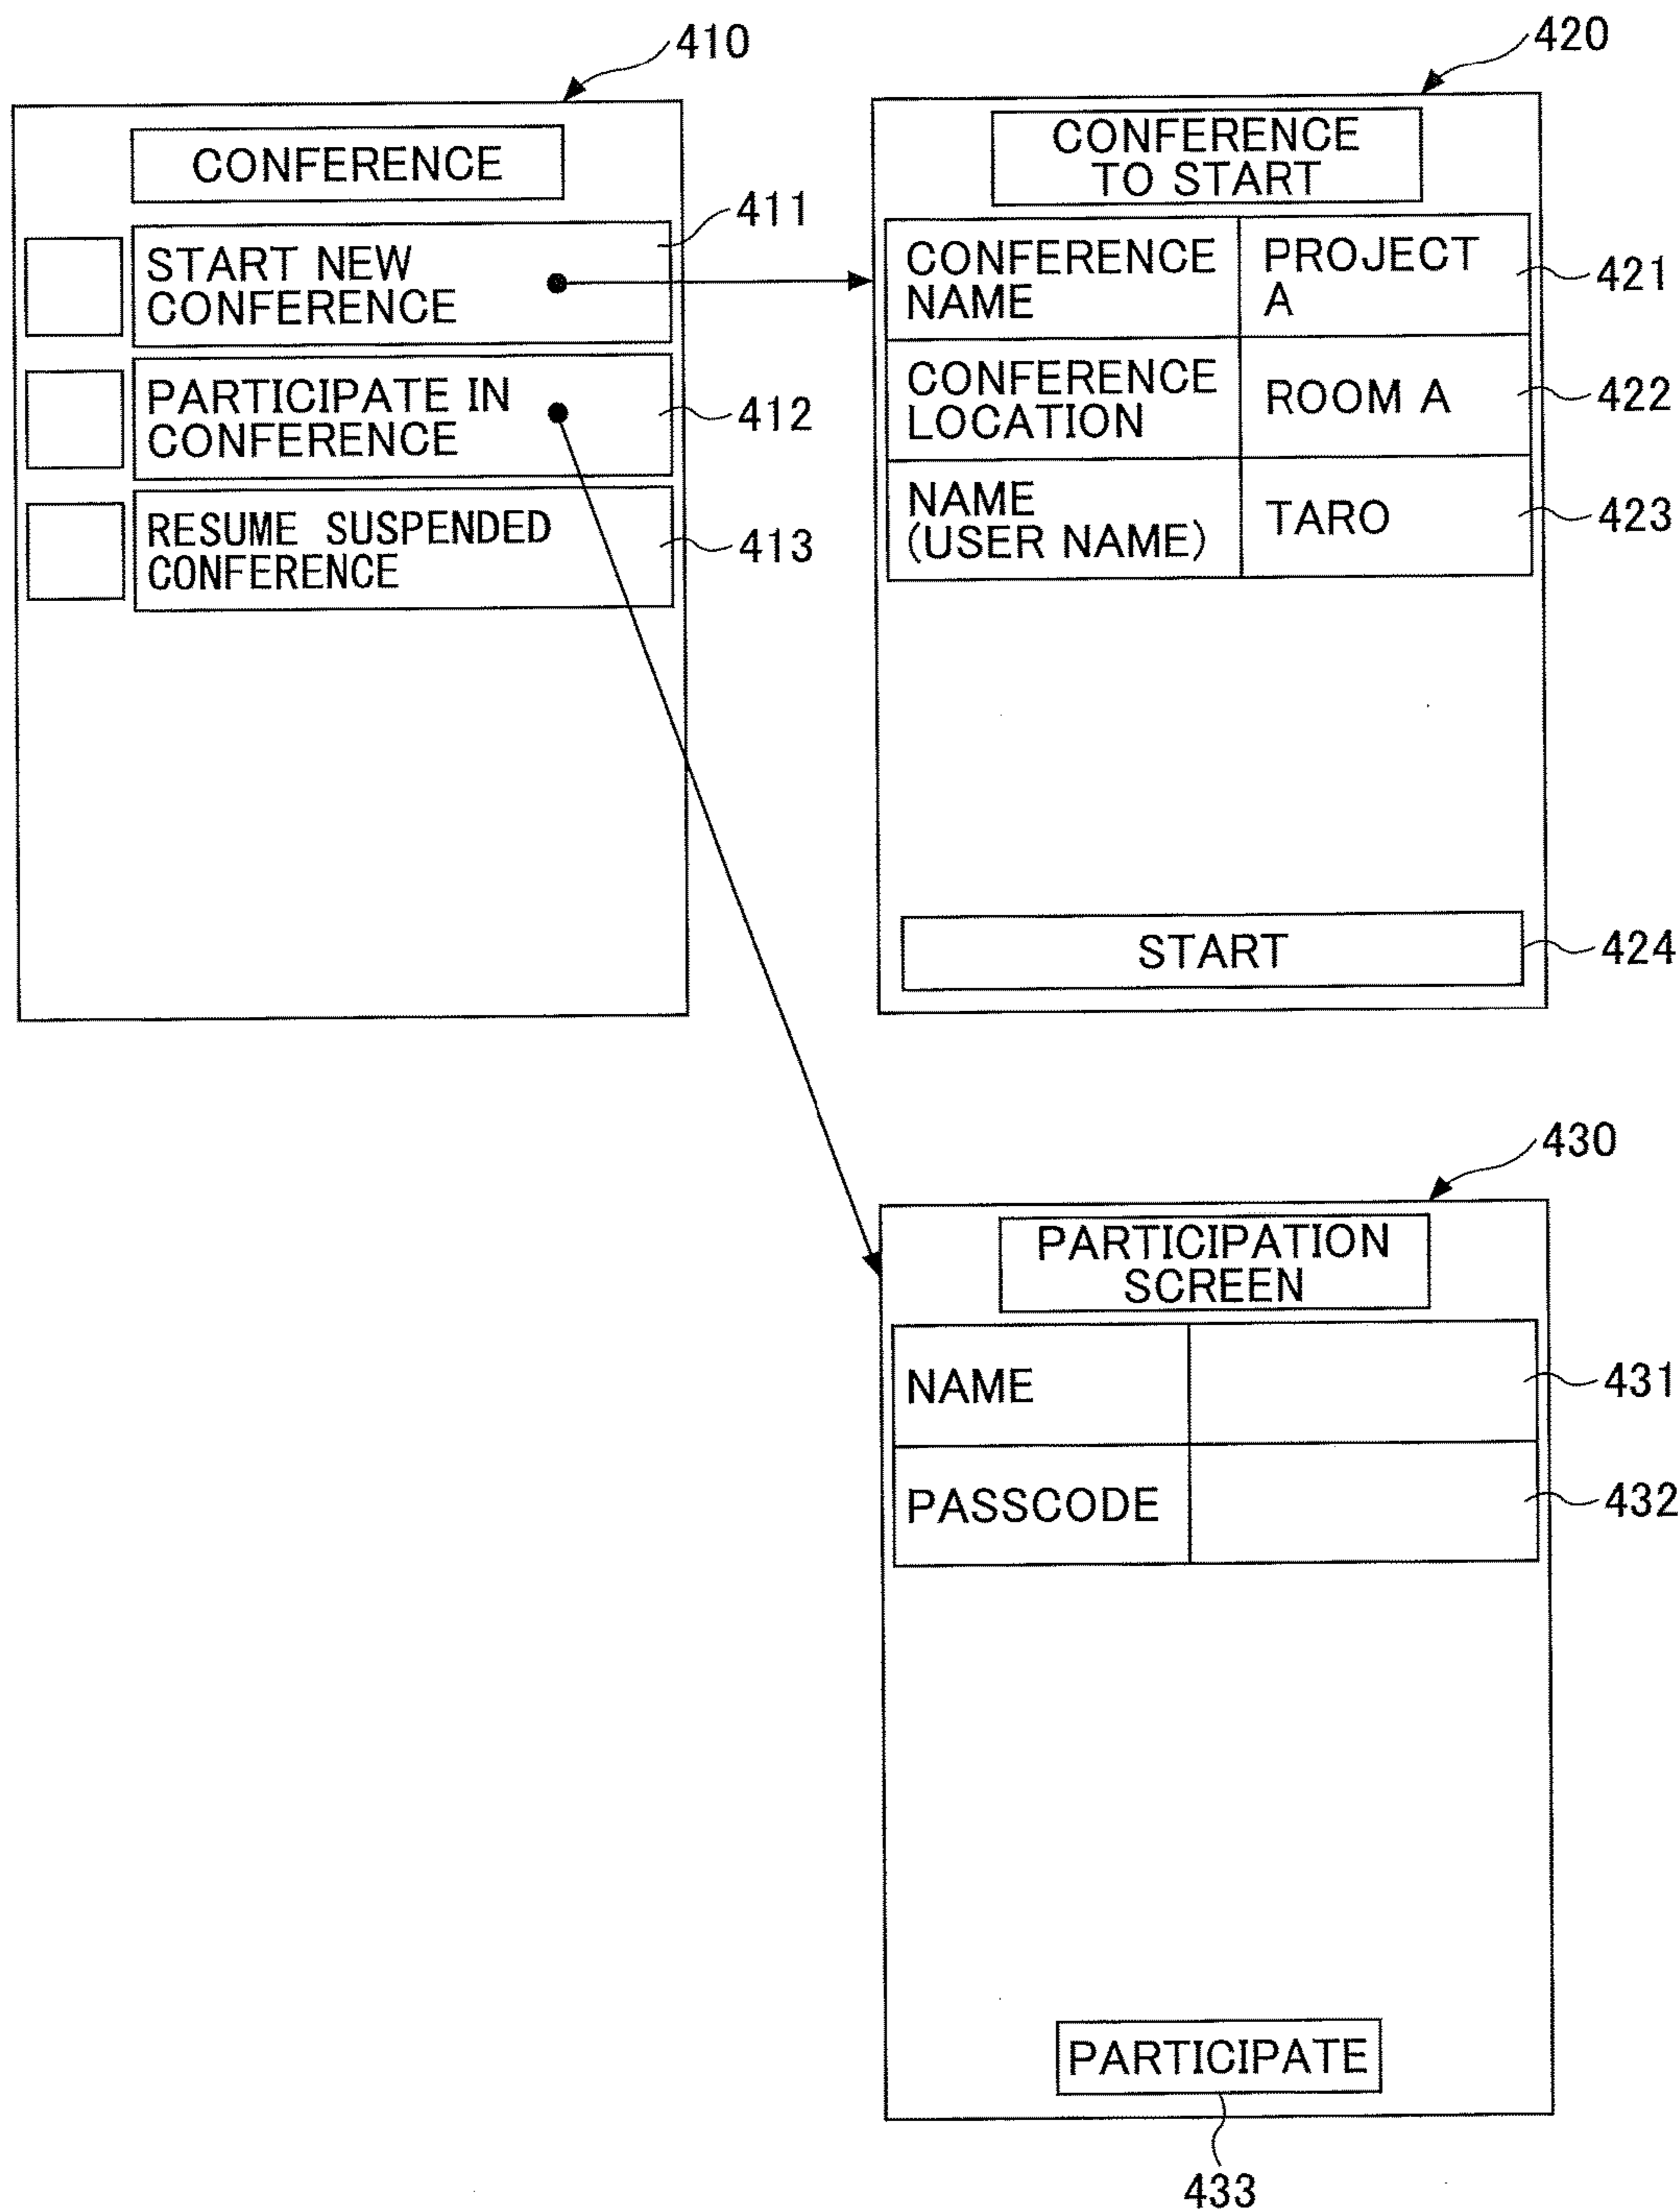 410
CONFERENCE
START NEW
CONFERENCE
411
PARTICIPATE IN
CONFERENCE
412
RESUME SUSPENDED
CONFERENCE
413
420
CONFERENCE
TO START
CONFERENCE
NAME
PROJECT
A
421
CONFERENCE
LOCATION
ROOM A
422
NAME
(USER NAME)
TARO
423
START
424
430
PARTICIPATION
SCREEN
NAME
431
PASSCODE
432
PARTICIPATE
433